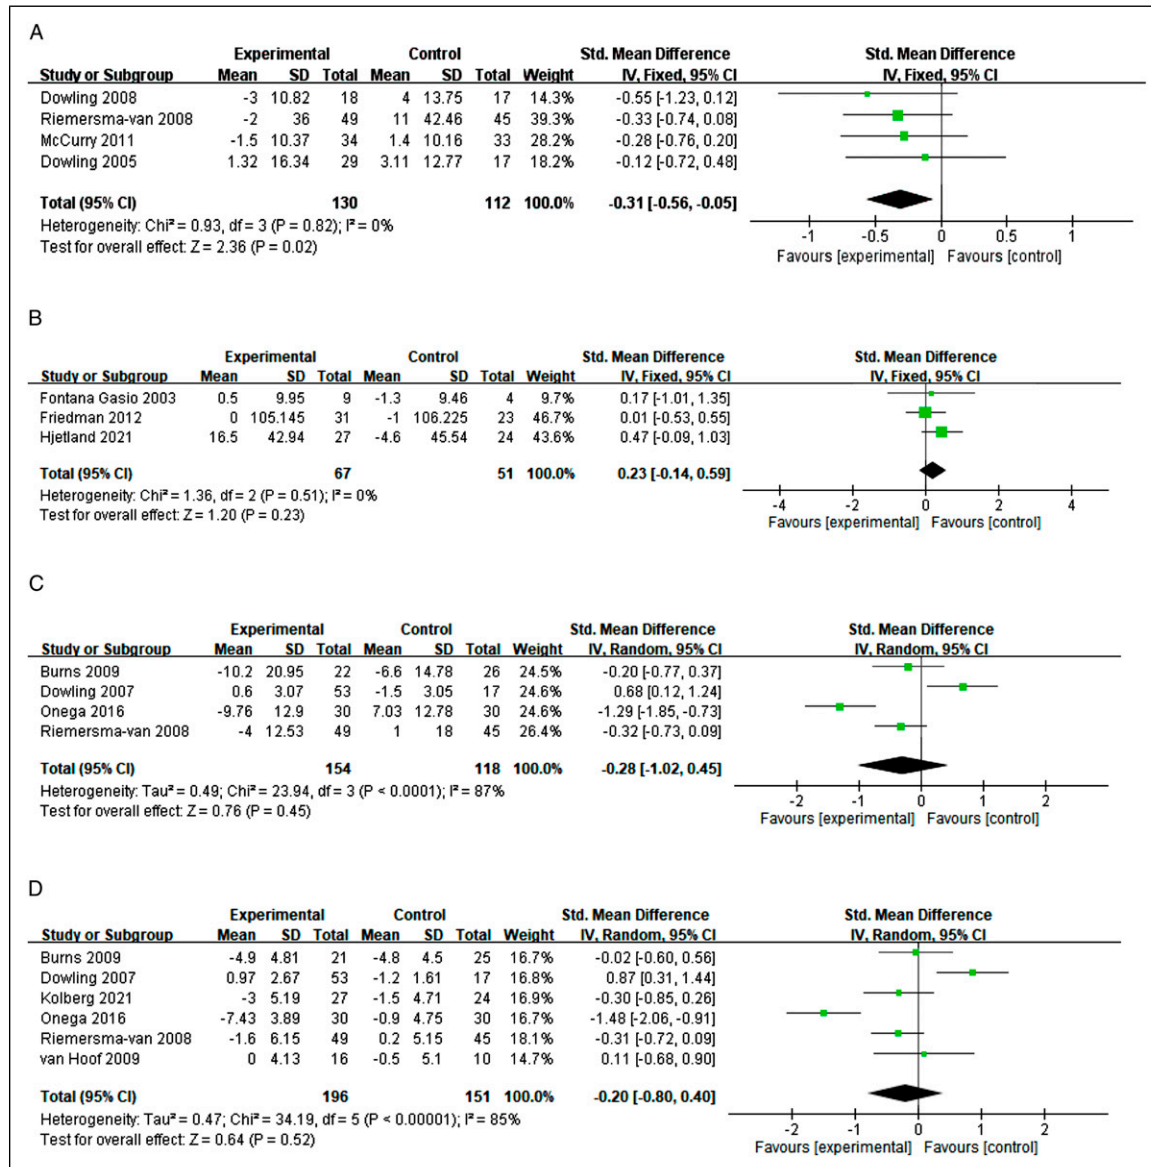 A
Experimental Control Std. Mean Difference Std. Mean Difference
Study or Subgroup Mean SD Total Mean SD Total Weight IV, Fixed, 95% CI IV, Fixed, 95% CI
Dowling 2008 -3 10.82 18 4 13.75 17 14.3% -0.55 [-1.23, 0.12]
Riemersma-van 2008 -2 36 49 11 42.46 45 39.3% -0.33 [-0.74, 0.08]
McCurry 2011 -1.5 10.37 34 1.4 10.16 33 28.2% -0.28 [-0.76, 0.20]
Dowling 2005 1.32 16.34 29 3.11 12.77 17 18.2% -0.12 [-0.72, 0.48]
Total (95% CI) 130 112 100.0% -0.31 [-0.56, -0.05]
Heterogeneity: Chi² = 0.93, df = 3 (P = 0.82); I² = 0%
Test for overall effect: Z = 2.36 (P = 0.02)
-1 -0.5 0 0.5 1
Favours [experimental] Favours [control]
B
Experimental Control Std. Mean Difference Std. Mean Difference
Study or Subgroup Mean SD Total Mean SD Total Weight IV, Fixed, 95% CI IV, Fixed, 95% CI
Fontana Gasio 2003 0.5 9.95 9 -1.3 9.46 4 9.7% 0.17 [-1.01, 1.35]
Friedman 2012 0 105.145 31 -1 106.225 23 46.7% 0.01 [-0.53, 0.55]
Hjetland 2021 16.5 42.94 27 -4.6 45.54 24 43.6% 0.47 [-0.09, 1.03]
Total (95% CI) 67 51 100.0% 0.23 [-0.14, 0.59]
Heterogeneity: Chi² = 1.36, df = 2 (P = 0.51); I² = 0%
Test for overall effect: Z = 1.20 (P = 0.23)
-4 -2 0 2 4
Favours [experimental] Favours [control]
C
Experimental Control Std. Mean Difference Std. Mean Difference
Study or Subgroup Mean SD Total Mean SD Total Weight IV, Random, 95% CI IV, Random, 95% CI
Burns 2009 -10.2 20.95 22 -6.6 14.78 26 24.5% -0.20 [-0.77, 0.37]
Dowling 2007 0.6 3.07 53 -1.5 3.05 17 24.6% 0.68 [0.12, 1.24]
Onega 2016 -9.76 12.9 30 7.03 12.78 30 24.6% -1.29 [-1.85, -0.73]
Riemersma-van 2008 -4 12.53 49 1 18 45 26.4% -0.32 [-0.73, 0.09]
Total (95% CI) 154 118 100.0% -0.28 [-1.02, 0.45]
Heterogeneity: Tau² = 0.49; Chi² = 23.94, df = 3 (P < 0.0001); I² = 87%
Test for overall effect: Z = 0.76 (P = 0.45)
-2 -1 0 1 2
Favours [experimental] Favours [control]
D
Experimental Control Std. Mean Difference Std. Mean Difference
Study or Subgroup Mean SD Total Mean SD Total Weight IV, Random, 95% CI IV, Random, 95% CI
Burns 2009 -4.9 4.81 21 -4.8 4.5 25 16.7% -0.02 [-0.60, 0.56]
Dowling 2007 0.97 2.67 53 -1.2 1.61 17 16.8% 0.87 [0.31, 1.44]
Kolberg 2021 -3 5.19 27 -1.5 4.71 24 16.9% -0.30 [-0.85, 0.26]
Onega 2016 -7.43 3.89 30 -0.9 4.75 30 16.7% -1.48 [-2.06, -0.91]
Riemersma-van 2008 -1.6 6.15 49 0.2 5.15 45 18.1% -0.31 [-0.72, 0.09]
van Hoof 2009 0 4.13 16 -0.5 5.1 10 14.7% 0.11 [-0.68, 0.90]
Total (95% CI) 196 151 100.0% -0.20 [-0.80, 0.40]
Heterogeneity: Tau² = 0.47; Chi² = 34.19, df = 5 (P < 0.00001); I² = 85%
Test for overall effect: Z = 0.64 (P = 0.52)
-2 -1 0 1 2
Favours [experimental] Favours [control]